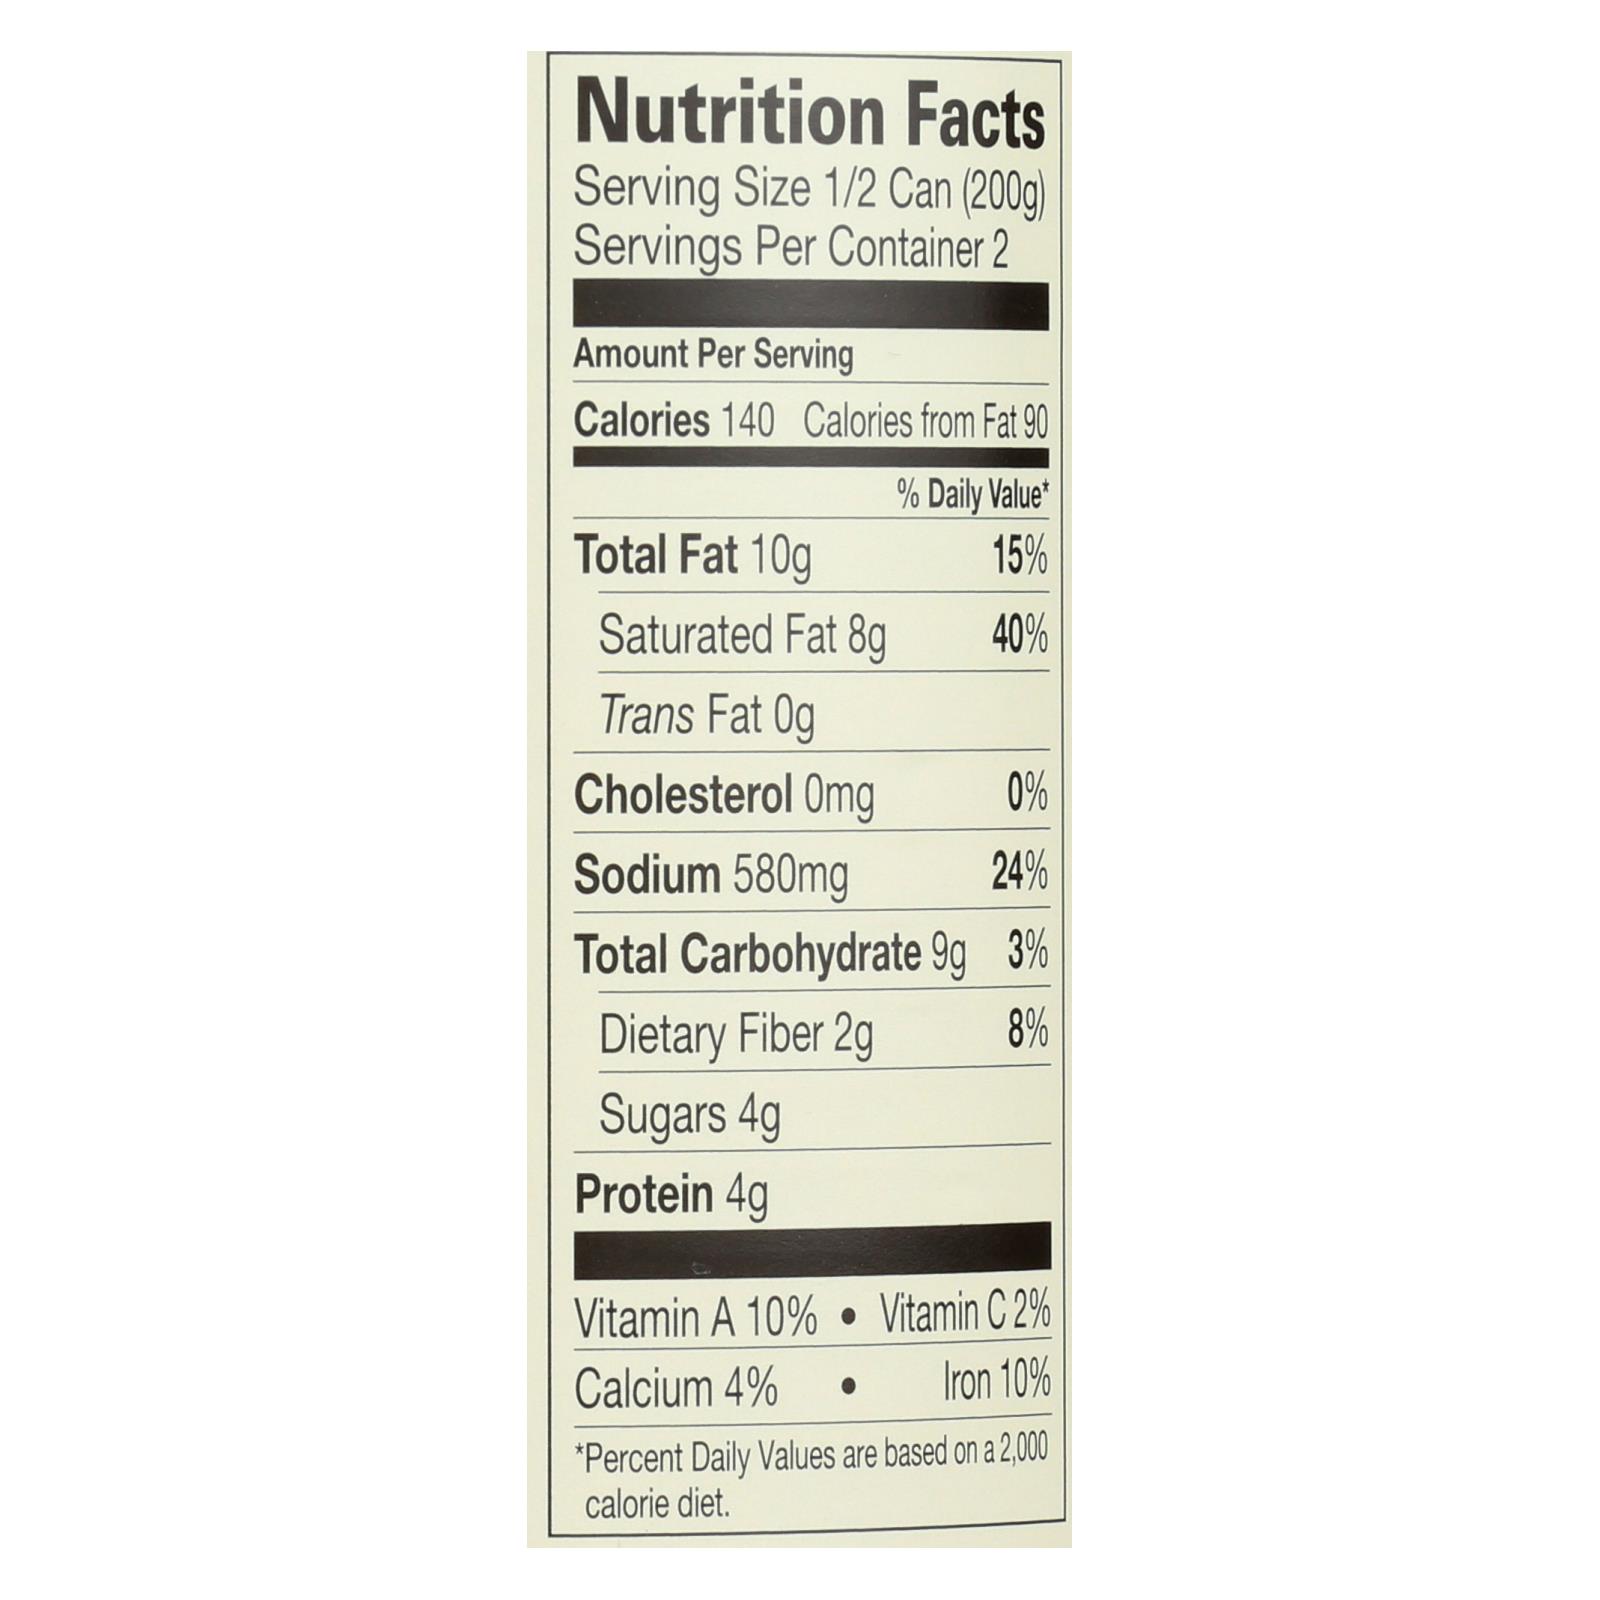 Nutrition Facts
Serving Size 1/2 Can (200g)
Servings Per Container 2
Amount Per Serving
Calories 140 Calories from Fat 90
% Daily Value*
Total Fat 10g 15%
Saturated Fat 8g 40%
Trans Fat 0g
Cholesterol 0mg 0%
Sodium 580mg 24%
Total Carbohydrate 9g 3%
Dietary Fiber 2g 8%
Sugars 4g
Protein 4g
Vitamin A 10% • Vitamin C 2%
Calcium 4% • Iron 10%
*Percent Daily Values are based on a 2,000
calorie diet.